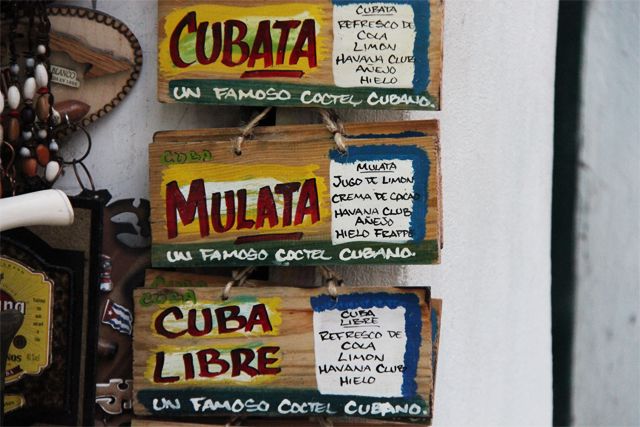 CUBATA
CUBATA
REFRESCO DE
COLA
LIMON
HAVANA CLUB
AÑEJO
HIELO
UN FAMOSO COCTEL CUBANO.
BLANCO
CUBA
MULATA
MULATA
JUGO DE LIMON
CREMA DE CACAO
HAVANA CLUB
AÑEJO
HIELO FRAPPE
UN FAMOSO COCTEL CUBANO.
CUBA
CUBA
LIBRE
CUBA
LIBRE
REFRESCO DE
COLA
LIMON
HAVANA CLUB
HIELO
UN FAMOSO COCTEL CUBANO.